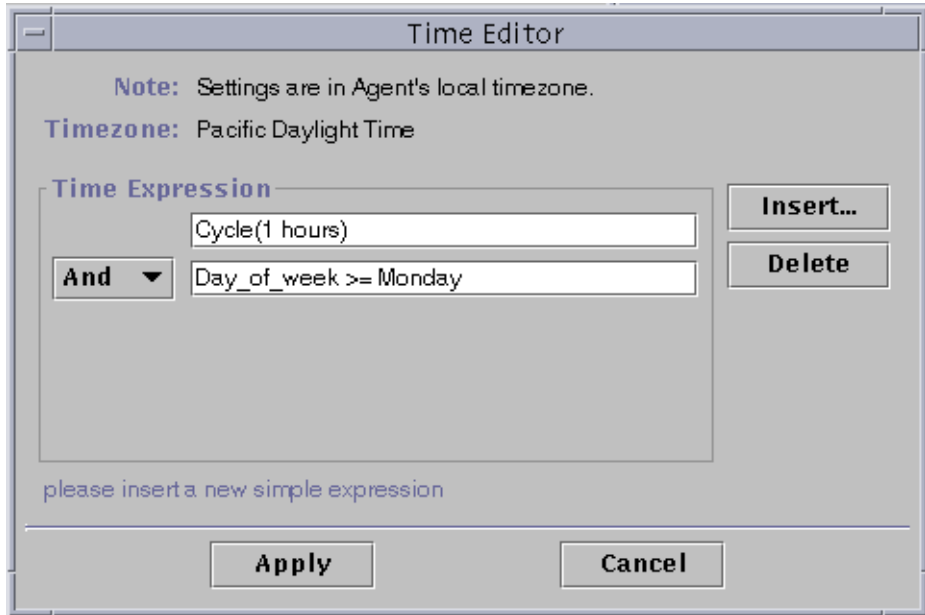 Time Editor
Note: Settings are in Agent's local timezone.
Timezone: Pacific Daylight Time
Time Expression
Insert...
Cycle(1 hours)
Delete
And Day_of_week >= Monday
please insert a new simple expression
Apply Cancel